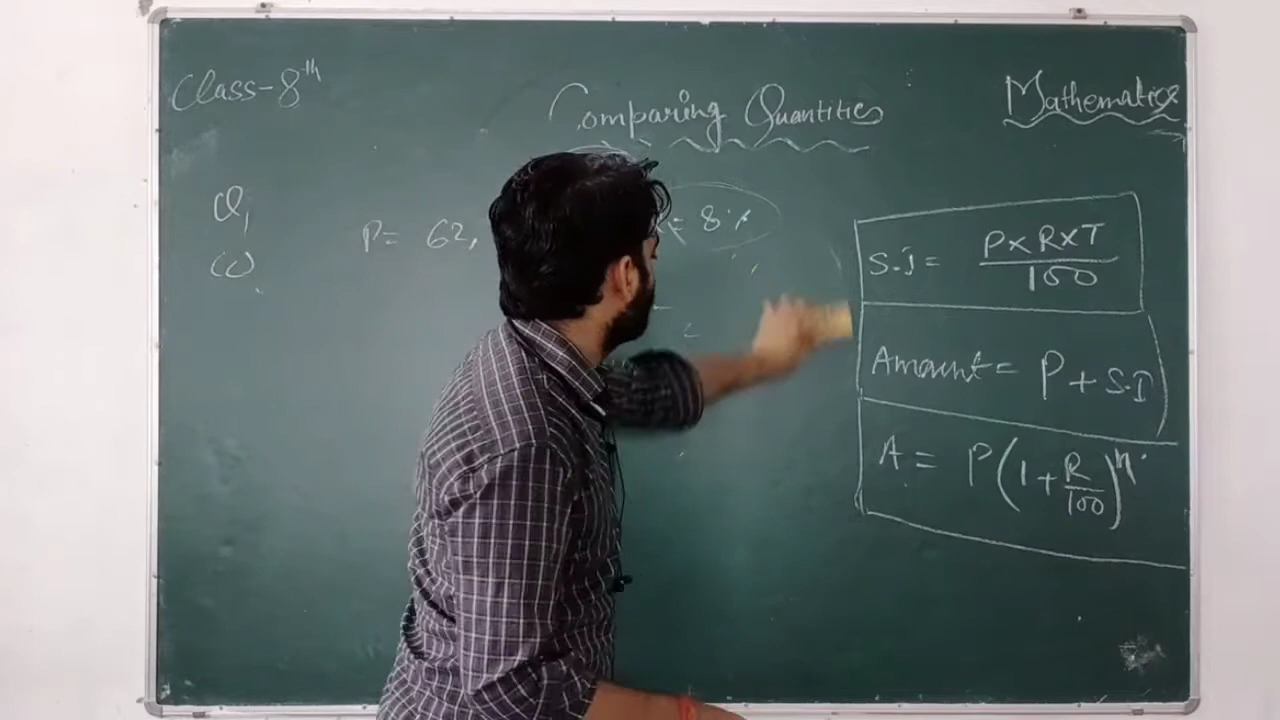 Class-8th
Comparing Quantities
Mathematics
Q1
(c)
P= 62,
= 8%
S.I= P×R×T/100
Amount= P+S.I
A= P(1+R/100)^n